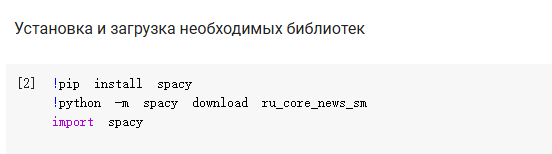 Установка и загрузка необходимых библиотек
[2] !pip install spacy
!python -m spacy download ru_core_news_sm
import spacy